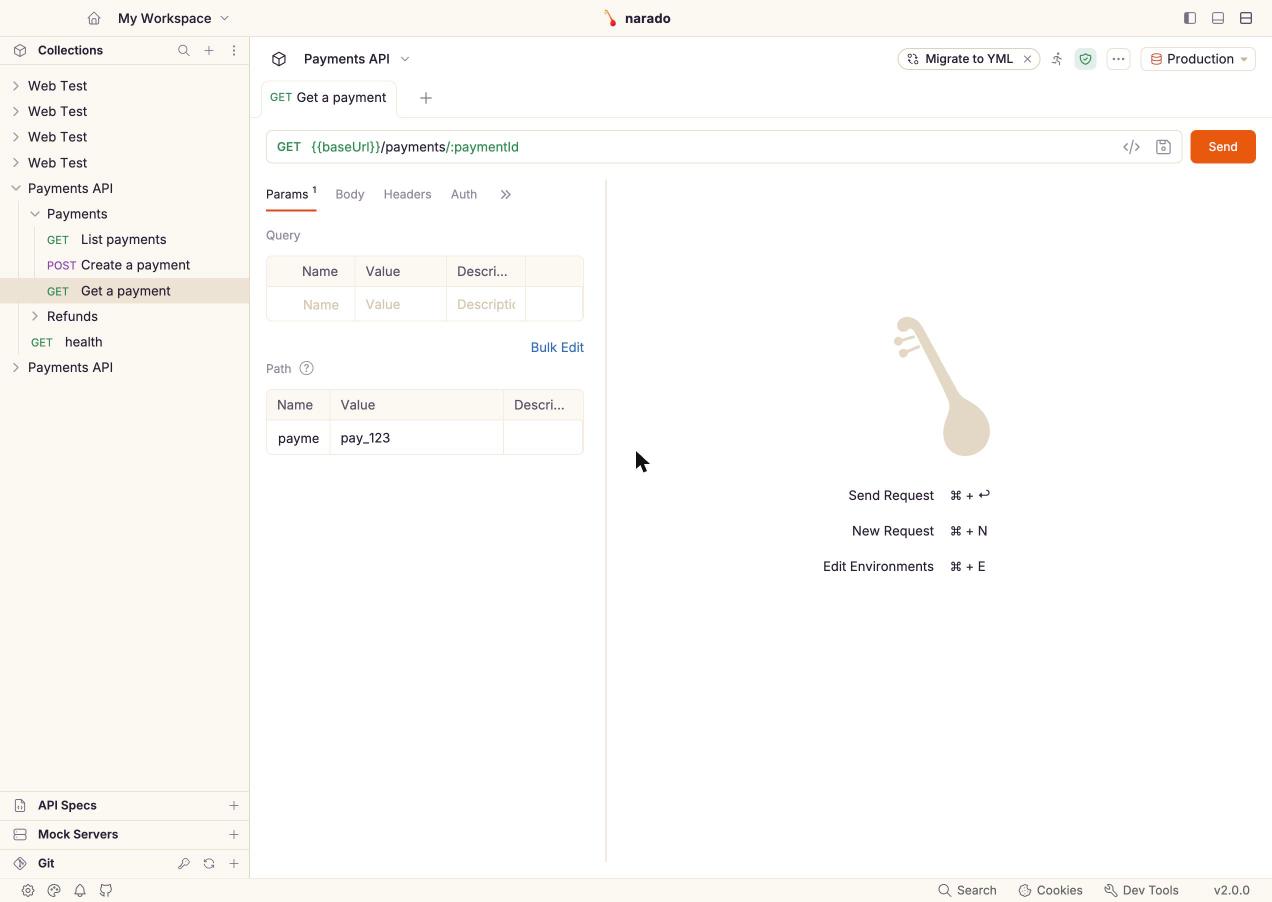 My Workspace
narado
Collections
Web Test
Web Test
Web Test
Web Test
Payments API
Payments
GET List payments
POST Create a payment
GET Get a payment
Refunds
GET health
Payments API
API Specs
Mock Servers
Git
Payments API
Migrate to YML
Production
GET Get a payment
GET {{baseUrl}}/payments/:paymentId
Send
Params 1 Body Headers Auth
Query
Name Value Descri...
Name Value Descriptic
Bulk Edit
Path ?
Name Value Descri...
payme pay_123
Send Request ⌘ + ↩
New Request ⌘ + N
Edit Environments ⌘ + E
Search Cookies Dev Tools v2.0.0